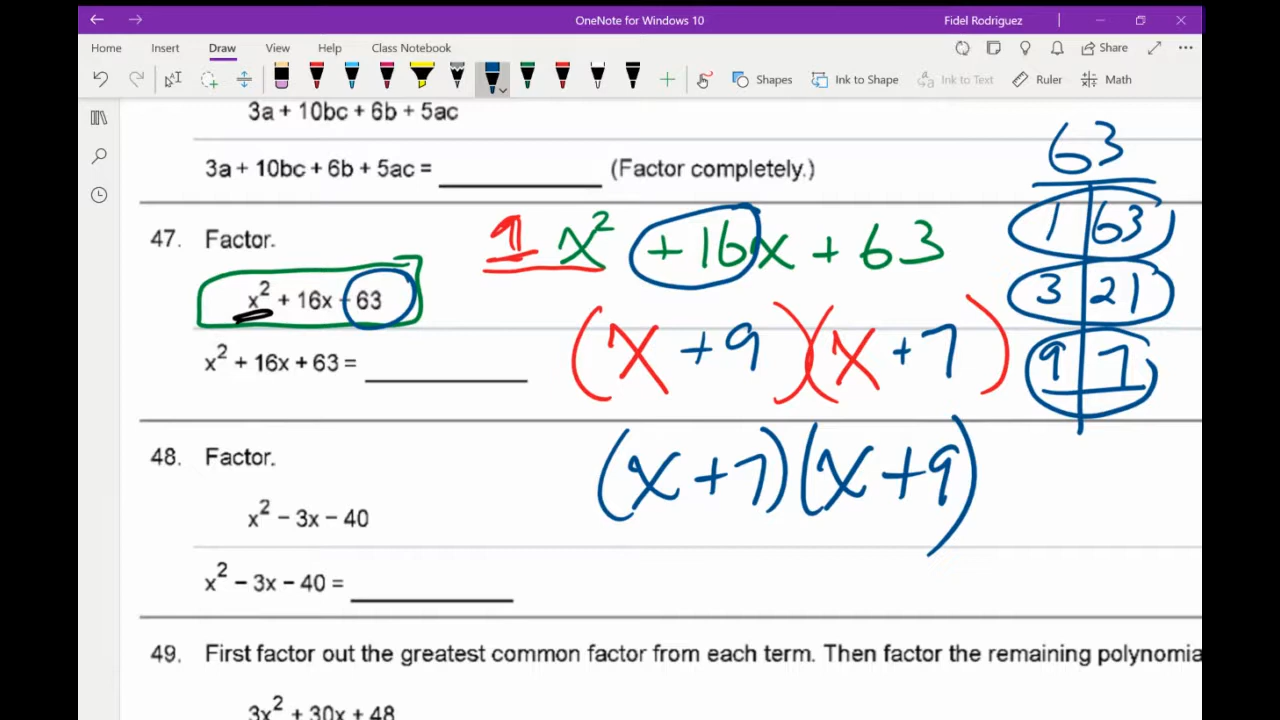 OneNote for Windows 10
Fidel Rodriguez
Home Insert Draw View Help Class Notebook Share
Shapes Ink to Shape Ink to Text Ruler Math
3a + 10bc + 6b + 5ac
3a + 10bc + 6b + 5ac = ________ (Factor completely.)
63
1 63
3 21
9 7
47. Factor.
1 x² +16x + 63
x² + 16x + 63
(x +9)(x +7)
x² + 16x + 63 = ________
(x +7)(x +9)
48. Factor.
x² − 3x − 40
x² − 3x − 40 = ________
49. First factor out the greatest common factor from each term. Then factor the remaining polynomia
3x² + 30x + 48